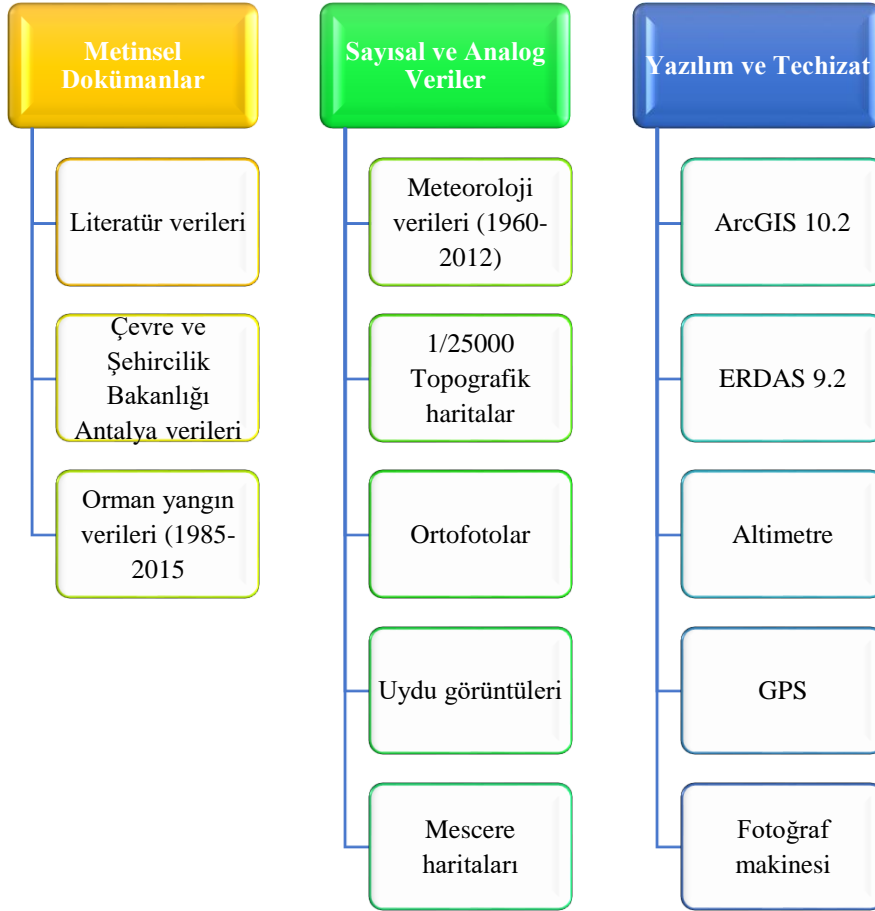 Metinsel
Dokümanlar
Literatür verileri
Çevre ve
Şehircilik
Bakanlığı
Antalya verileri
Orman yangın
verileri (1985-
2015
Sayısal ve Analog
Veriler
Meteoroloji
verileri (1960-
2012)
1/25000
Topografik
haritalar
Ortofotolar
Uydu görüntüleri
Mescere
haritaları
Yazılım ve Techizat
ArcGIS 10.2
ERDAS 9.2
Altimetre
GPS
Fotoğraf
makinesi